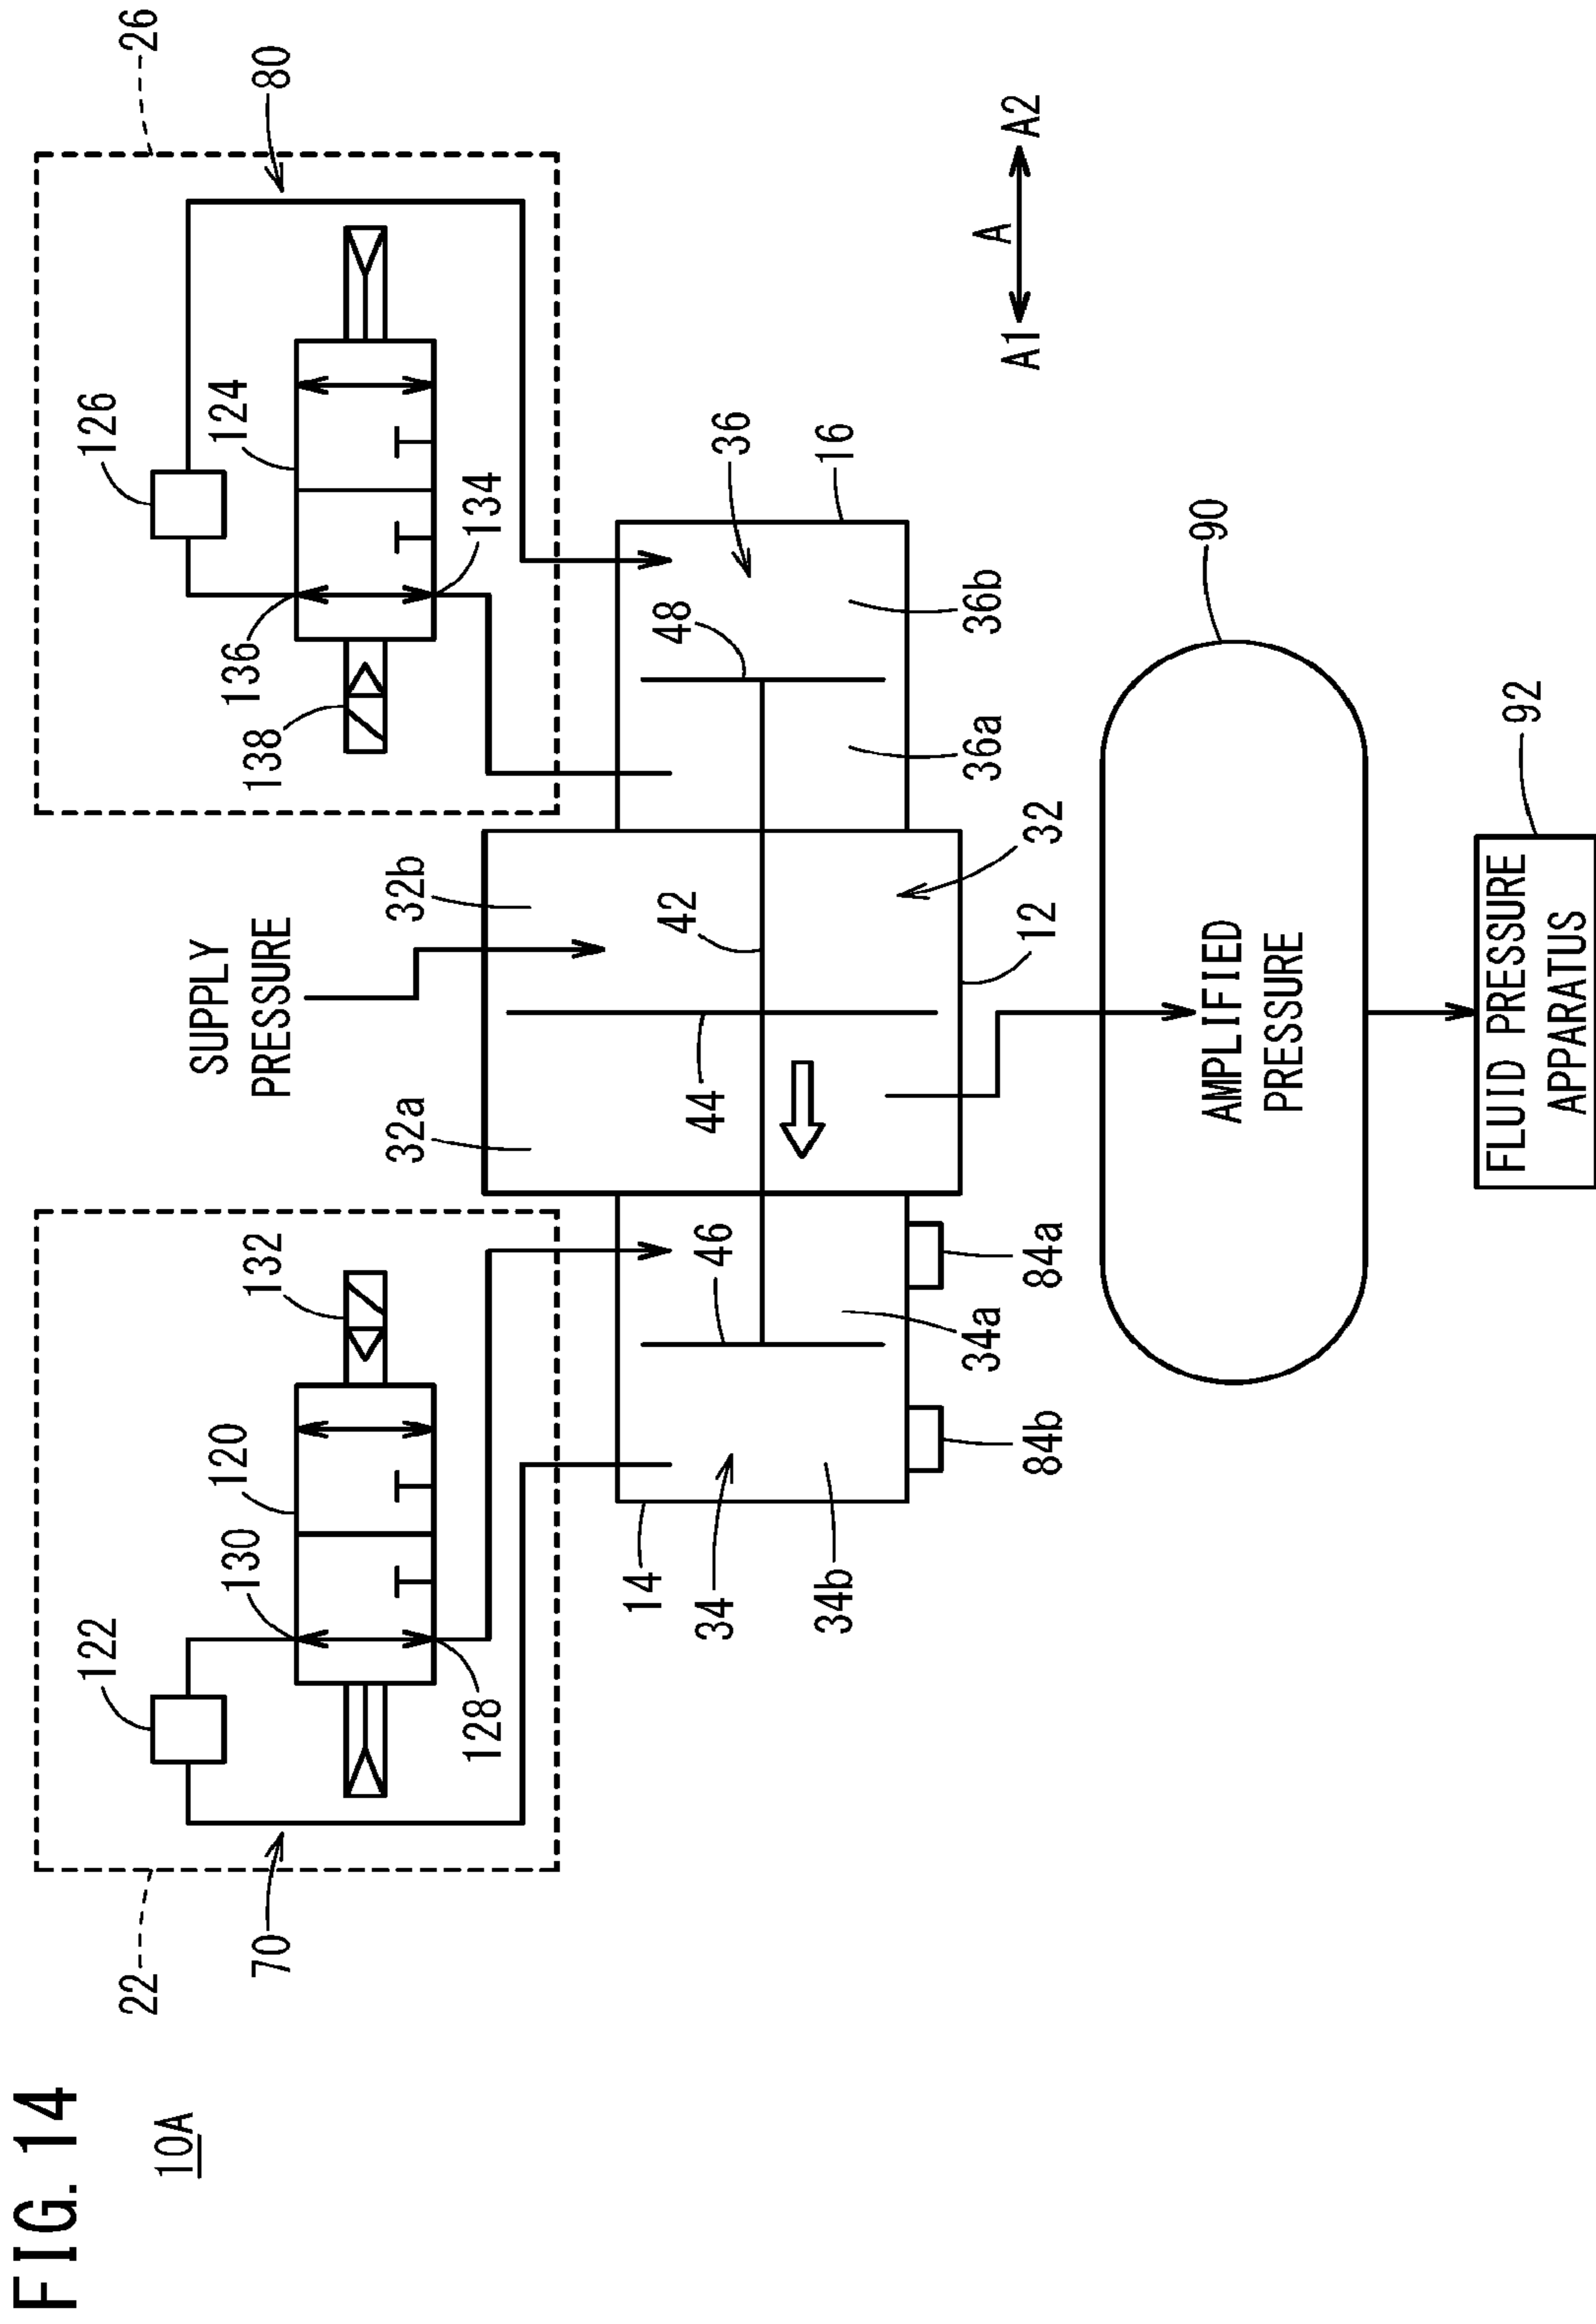 FIG. 14
10A
22
70
122
130
120
132
128
26
80
126
124
136
138
134
SUPPLY
PRESSURE
32a
32b
14
34
34b
46
34a
84b
84a
44
42
12
32
48
36
16
36a
36b
A1
A
A2
90
AMPLIFIED
PRESSURE
92
FLUID PRESSURE
APPARATUS